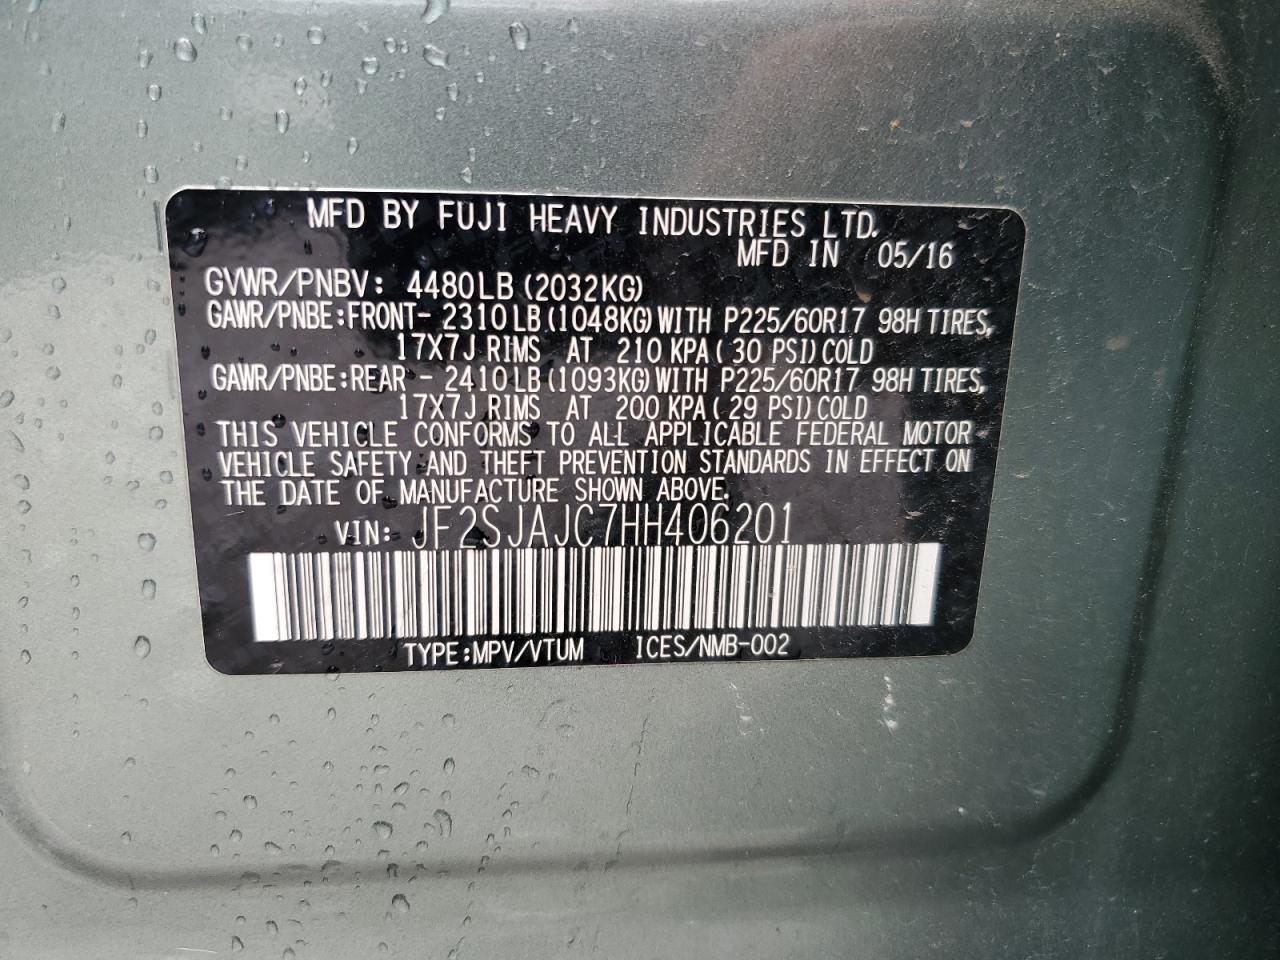 MFD BY FUJI HEAVY INDUSTRIES LTD.
MFD IN 05/16
GVWR/PNBV: 4480LB (2032KG)
GAWR/PNBE:FRONT- 2310 LB (1048KG) WITH P225/60R17 98H TIRES,
17X7J RIMS AT 210 KPA ( 30 PSI) COLD
GAWR/PNBE:REAR - 2410 LB (1093KG) WITH P225/60R17 98H TIRES,
17X7J RIMS AT 200 KPA ( 29 PSI) COLD
THIS VEHICLE CONFORMS TO ALL APPLICABLE FEDERAL MOTOR
VEHICLE SAFETY AND THEFT PREVENTION STANDARDS IN EFFECT ON
THE DATE OF MANUFACTURE SHOWN ABOVE.
VIN: JF2SJAJC7HH406201
TYPE:MPV/VTUM ICES/NMB-002